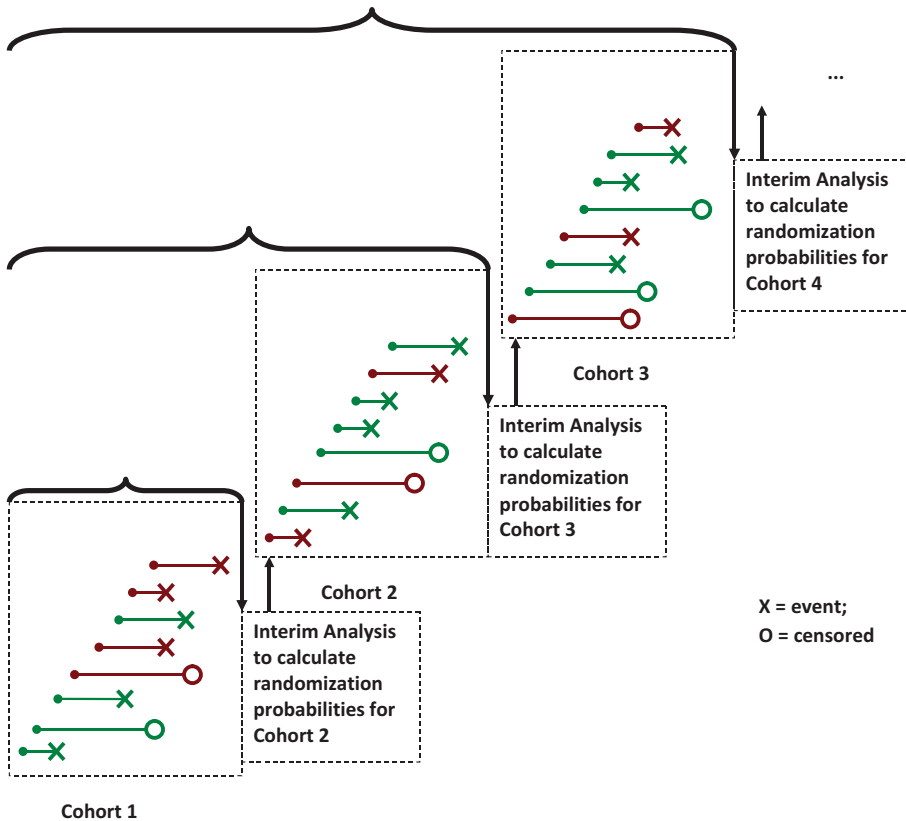 ...
Interim Analysis
to calculate
randomization
probabilities for
Cohort 4
Cohort 3
Interim Analysis
to calculate
randomization
probabilities for
Cohort 3
Cohort 2
X = event;
O = censored
Interim Analysis
to calculate
randomization
probabilities for
Cohort 2
Cohort 1